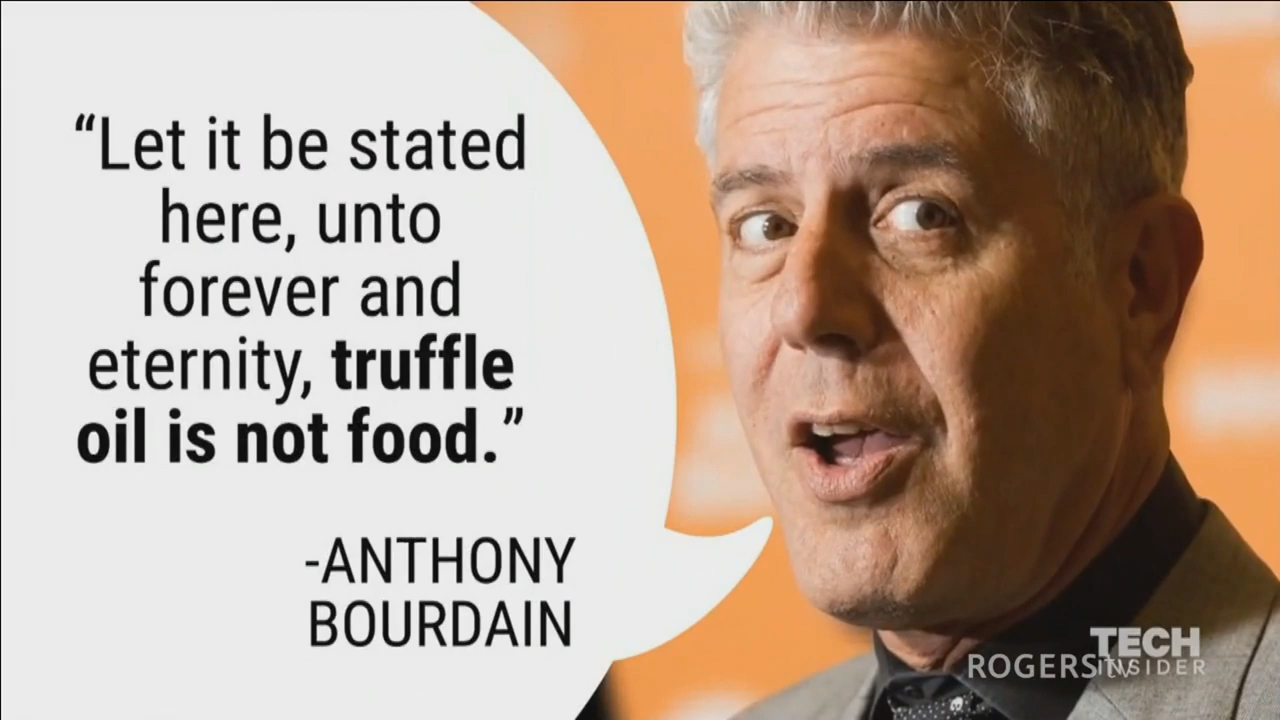 “Let it be stated
here, unto
forever and
eternity, truffle
oil is not food.”
-ANTHONY
BOURDAIN
TECH
INSIDER
ROGERS tv